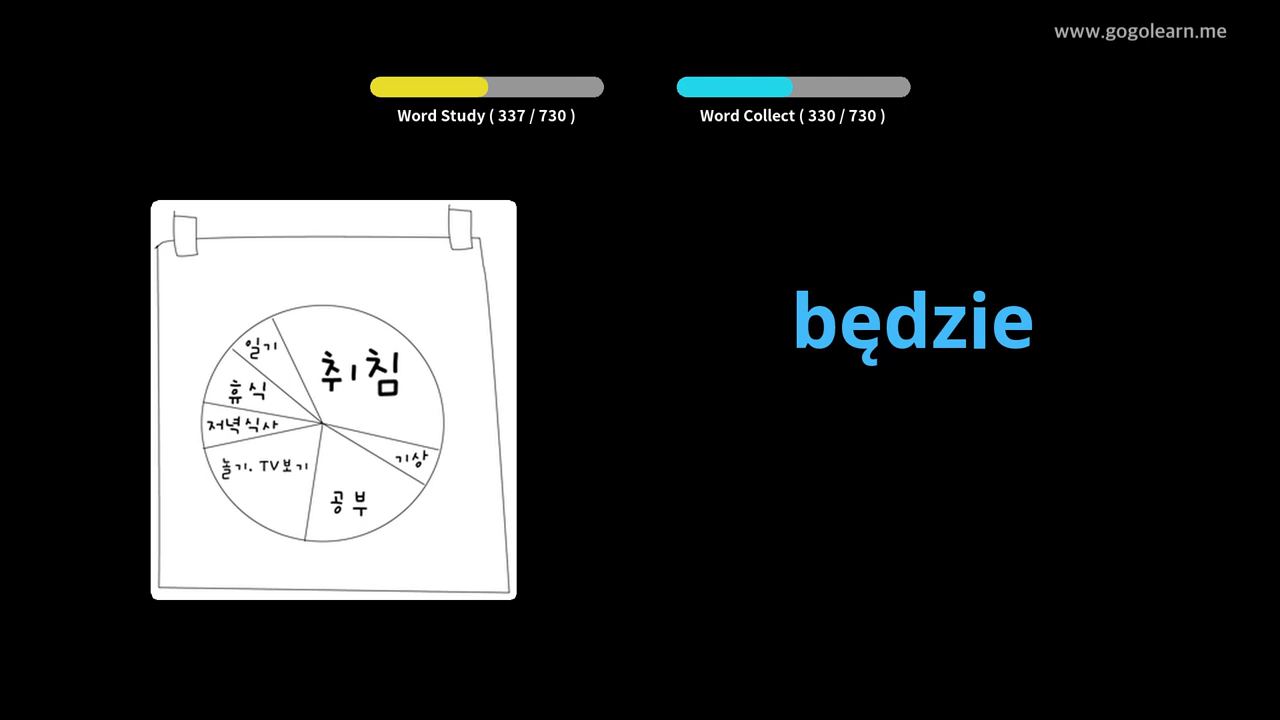 www.gogolearn.me
Word Study ( 337 / 730 )
Word Collect ( 330 / 730 )
będzie
일기
취침
휴식
저녁식사
놀기. TV보기
기상
공부